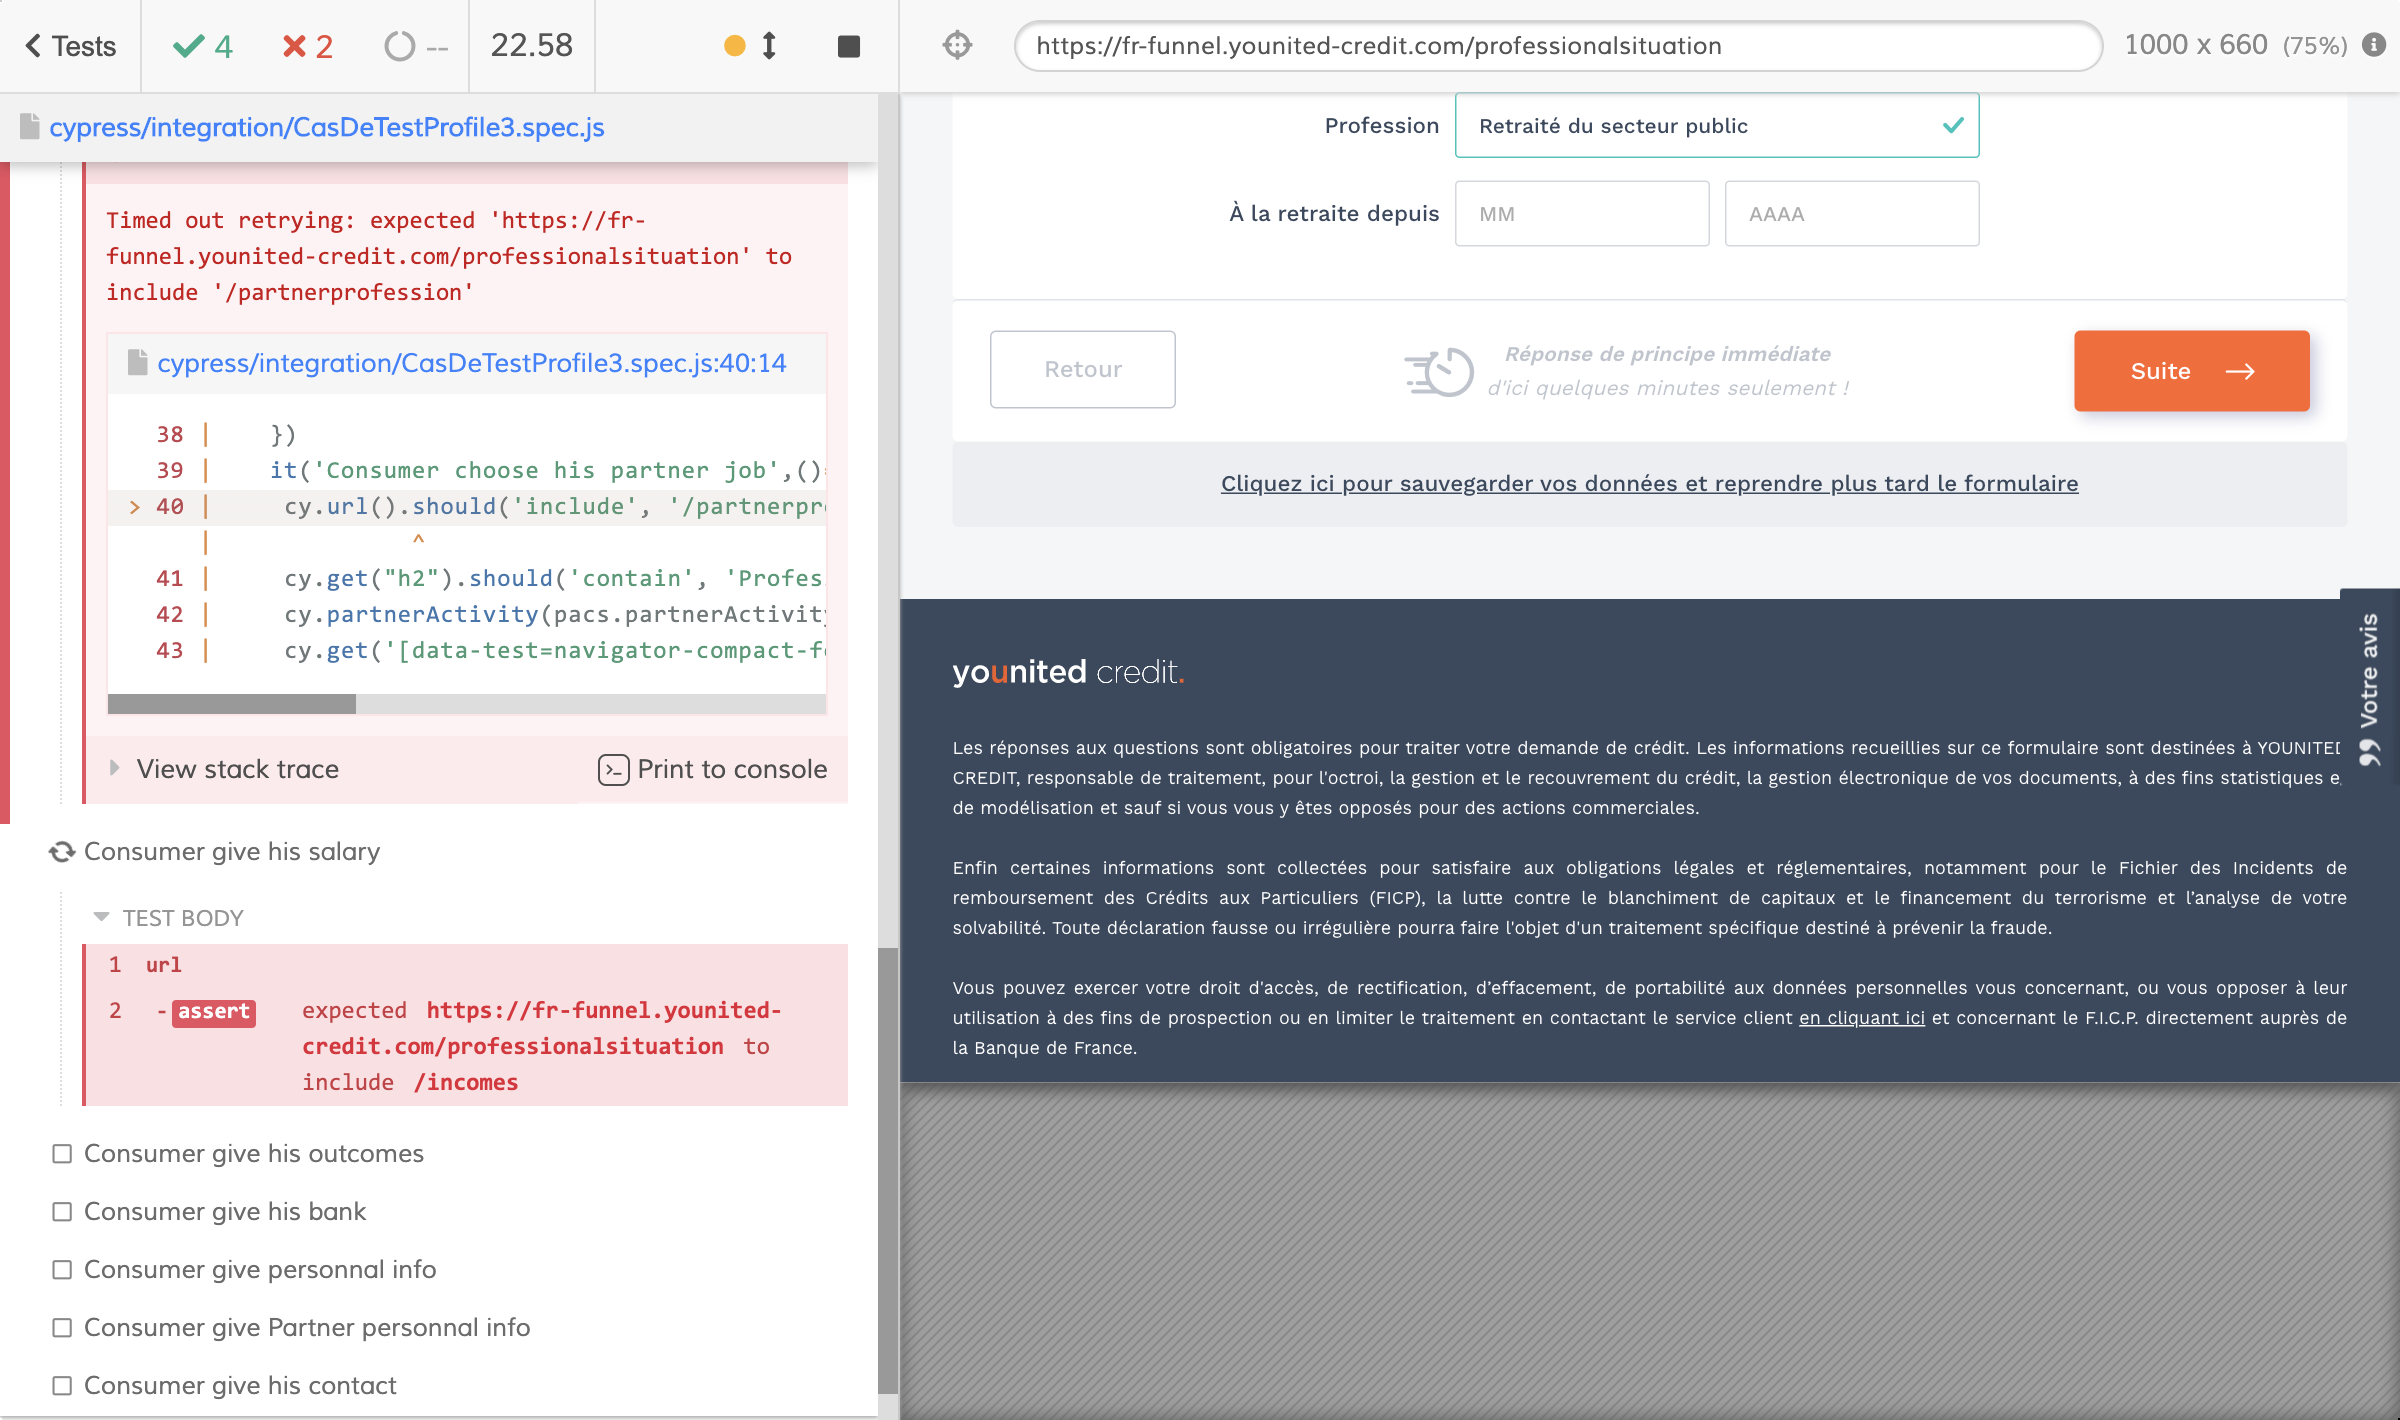 Tests
4
2
--
22.58
https://fr-funnel.younited-credit.com/professionalsituation
1000 x 660 (75%)
cypress/integration/CasDeTestProfile3.spec.js
Timed out retrying: expected 'https://fr-
funnel.younited-credit.com/professionalsituation' to
include '/partnerprofession'
cypress/integration/CasDeTestProfile3.spec.js:40:14
38 | })
39 | it('Consumer choose his partner job',()
> 40 | cy.url().should('include', '/partnerpr
| ^
41 | cy.get("h2").should('contain', 'Profes
42 | cy.partnerActivity(pacs.partnerActivit
43 | cy.get('[data-test=navigator-compact-f
View stack trace
Print to console
Consumer give his salary
TEST BODY
1 url
2 -assert expected https://fr-funnel.younited-
credit.com/professionalsituation to
include /incomes
Consumer give his outcomes
Consumer give his bank
Consumer give personnal info
Consumer give Partner personnal info
Consumer give his contact
Profession
Retraité du secteur public
À la retraite depuis
MM
AAAA
Retour
Réponse de principe immédiate
d'ici quelques minutes seulement !
Suite
Cliquez ici pour sauvegarder vos données et reprendre plus tard le formulaire
Votre avis
younited credit.
Les réponses aux questions sont obligatoires pour traiter votre demande de crédit. Les informations recueillies sur ce formulaire sont destinées à YOUNITED
CREDIT, responsable de traitement, pour l'octroi, la gestion et le recouvrement du crédit, la gestion électronique de vos documents, à des fins statistiques e
de modélisation et sauf si vous vous y êtes opposés pour des actions commerciales.
Enfin certaines informations sont collectées pour satisfaire aux obligations légales et réglementaires, notamment pour le Fichier des Incidents de
remboursement des Crédits aux Particuliers (FICP), la lutte contre le blanchiment de capitaux et le financement du terrorisme et l’analyse de votre
solvabilité. Toute déclaration fausse ou irrégulière pourra faire l'objet d'un traitement spécifique destiné à prévenir la fraude.
Vous pouvez exercer votre droit d'accès, de rectification, d’effacement, de portabilité aux données personnelles vous concernant, ou vous opposer à leur
utilisation à des fins de prospection ou en limiter le traitement en contactant le service client en cliquant ici et concernant le F.I.C.P. directement auprès de
la Banque de France.